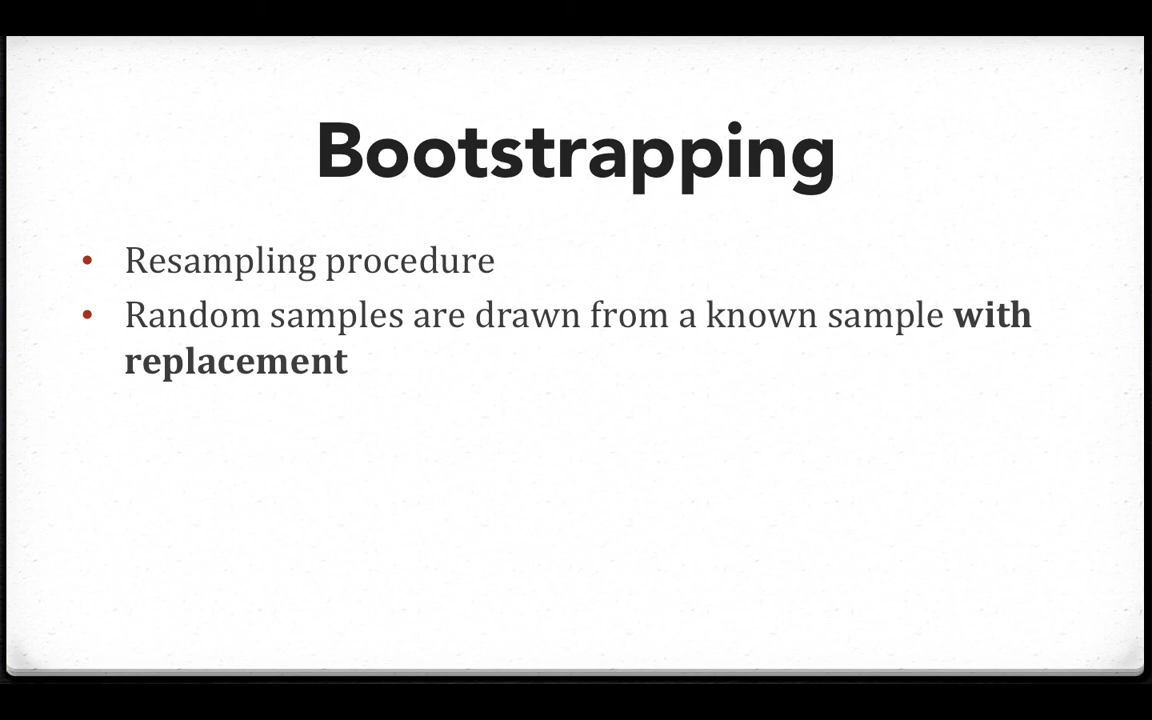 Bootstrapping
• Resampling procedure
• Random samples are drawn from a known sample with
replacement